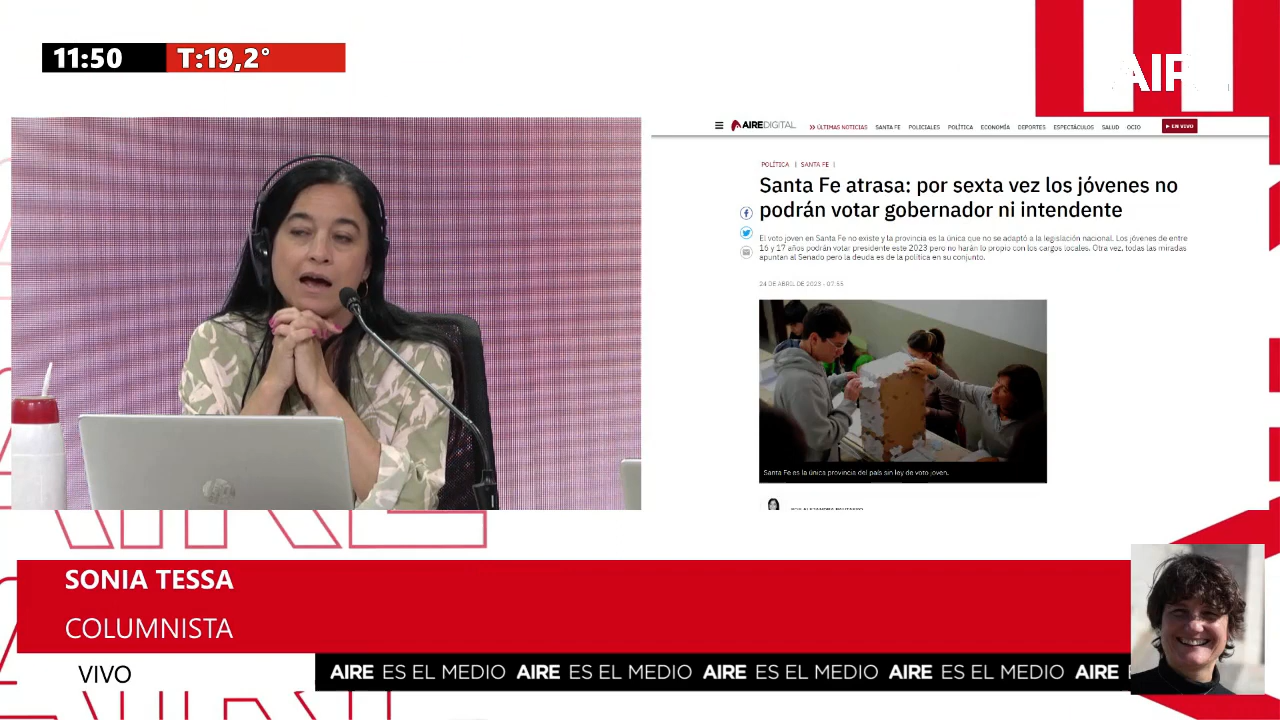 11:50 T:19,2°
AIRE
AIREDIGITAL
ÚLTIMAS NOTICIAS SANTA FE POLICIALES POLÍTICA ECONOMÍA DEPORTES ESPECTÁCULOS SALUD OCIO EN VIVO
POLÍTICA | SANTA FE |
Santa Fe atrasa: por sexta vez los jóvenes no
podrán votar gobernador ni intendente
El voto joven en Santa Fe no existe y la provincia es la única que no se adaptó a la legislación nacional. Los jóvenes de entre
16 y 17 años podrán votar presidente este 2023 pero no harán lo propio con los cargos locales. Otra vez, todas las miradas
apuntan al Senado pero la deuda es de la política en su conjunto.
24 DE ABRIL DE 2023 - 07:55
Santa Fe es la única provincia del país sin ley de voto joven.
hp
SONIA TESSA
COLUMNISTA
VIVO
AIRE ES EL MEDIO AIRE ES EL MEDIO AIRE ES EL MEDIO AIRE ES EL MEDIO AIRE